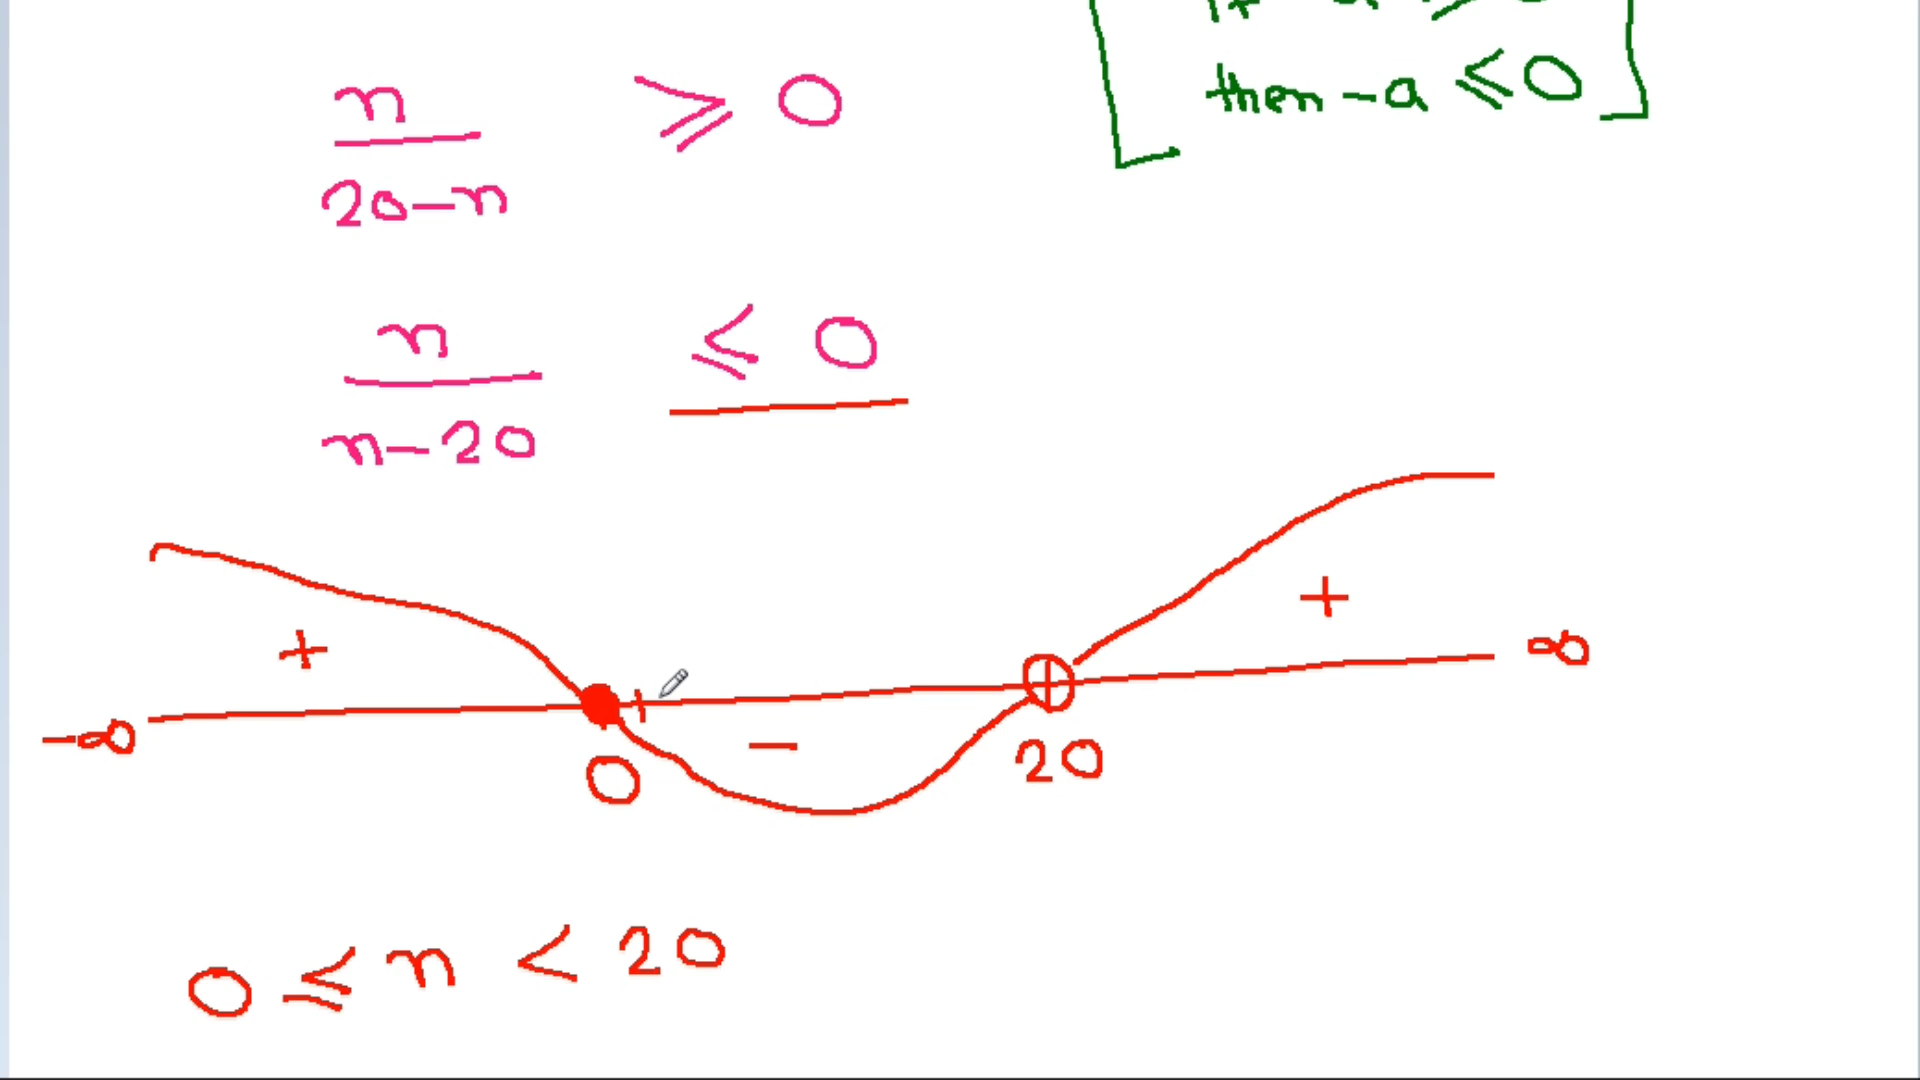 n/(20-n) ≥ 0
then -a ≤ 0
n/(n-20) ≤ 0
+ +
-∞ - ∞
0 20
0 ≤ n < 20